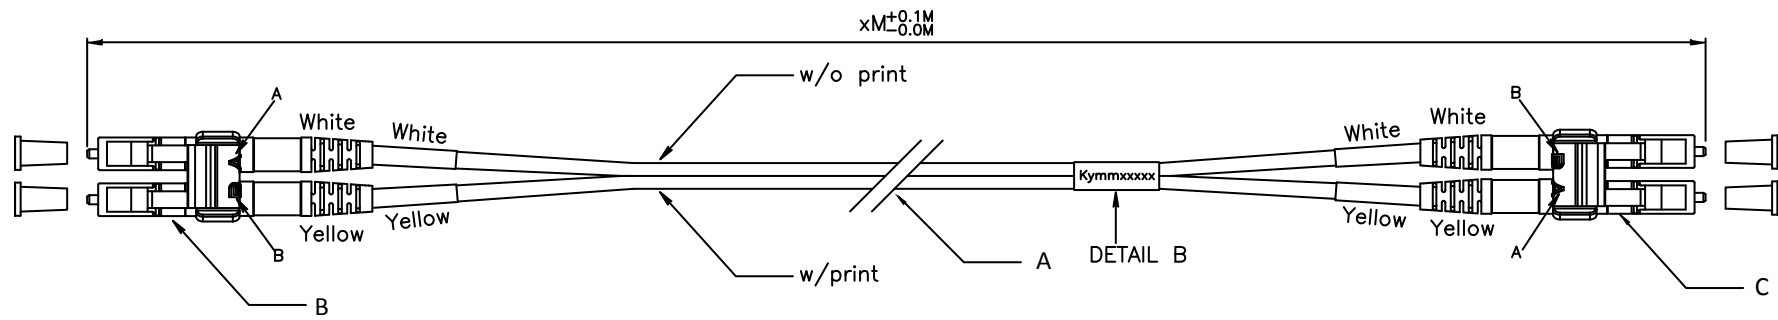 xM+0.1M
-0.0M
w/o print
A
B
White
White
White
White
Kymmxxxxx
Yellow
Yellow
Yellow
Yellow
B
A
w/print
A
DETAIL B
B
C